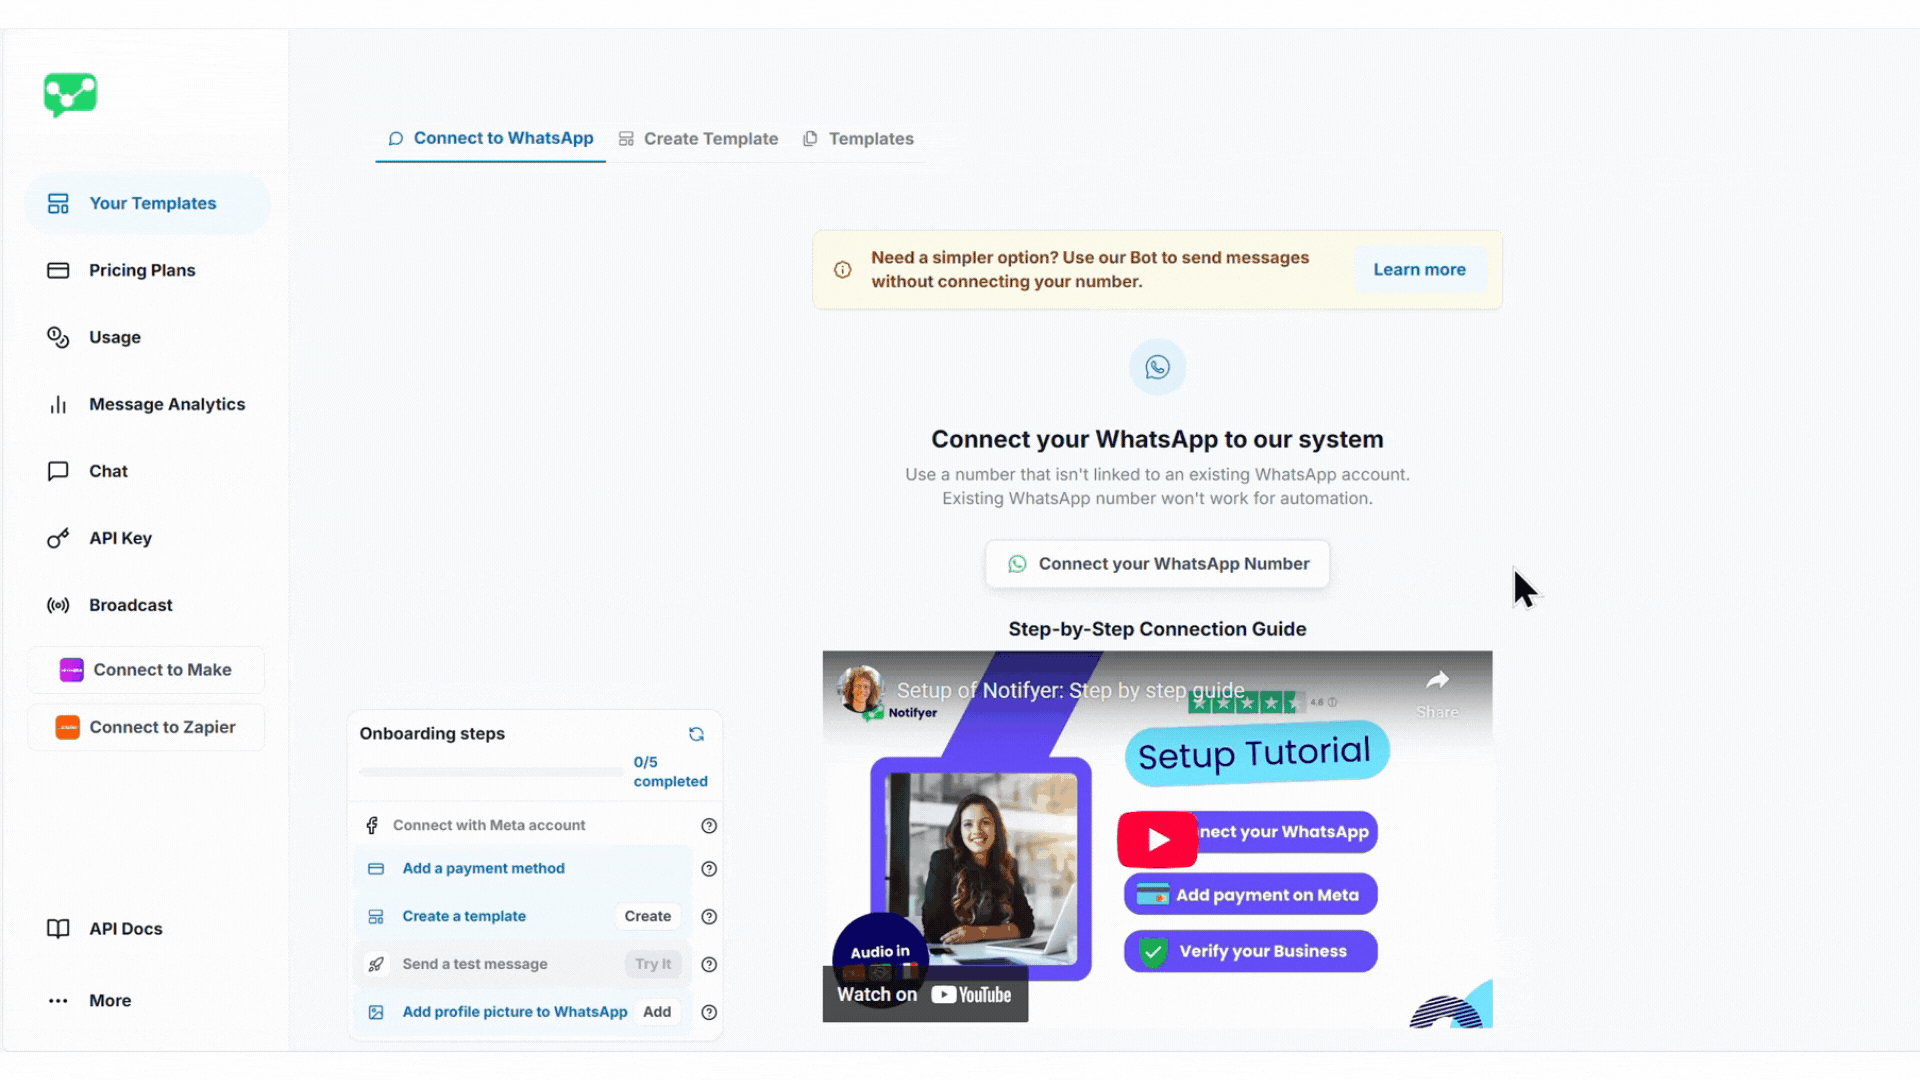 Your Templates
Pricing Plans
Usage
Message Analytics
Chat
API Key
Broadcast
Connect to Make
Connect to Zapier
API Docs
More
Connect to WhatsApp
Create Template
Templates
Need a simpler option? Use our Bot to send messages
without connecting your number.
Learn more
Connect your WhatsApp to our system
Use a number that isn't linked to an existing WhatsApp account.
Existing WhatsApp number won't work for automation.
Connect your WhatsApp Number
Step-by-Step Connection Guide
Onboarding steps
0/5
completed
Connect with Meta account
Add a payment method
Create a template
Create
Send a test message
Try It
Add profile picture to WhatsApp
Add
Setup of Notifyer: Step by step guide
Notifyer
4.6
Share
Setup Tutorial
nect your WhatsApp
Add payment on Meta
Verify your Business
Audio in
Watch on YouTube